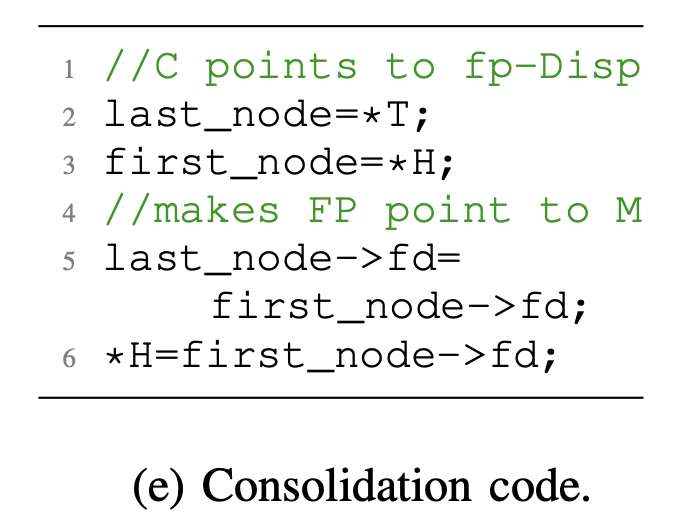 1 //C points to fp-Disp
2 last_node=*T;
3 first_node=*H;
4 //makes FP point to M
5 last_node->fd=
first_node->fd;
6 *H=first_node->fd;
(e) Consolidation code.